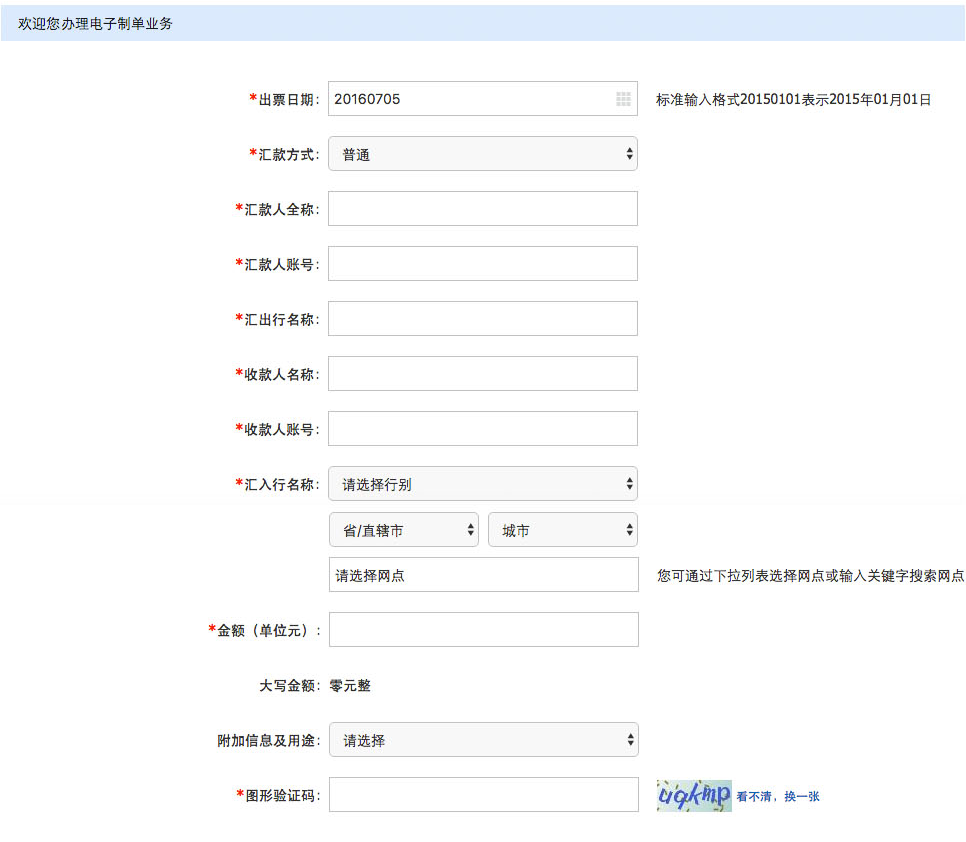 欢迎您办理电子制单业务
*出票日期: 20160705 标准输入格式20150101表示2015年01月01日
*汇款方式: 普通
*汇款人全称:
*汇款人账号:
*汇出行名称:
*收款人名称:
*收款人账号:
*汇入行名称: 请选择行别
省/直辖市 城市
请选择网点 您可通过下拉列表选择网点或输入关键字搜索网点
*金额（单位元）:
大写金额: 零元整
附加信息及用途: 请选择
*图形验证码: uqkmp 看不清，换一张